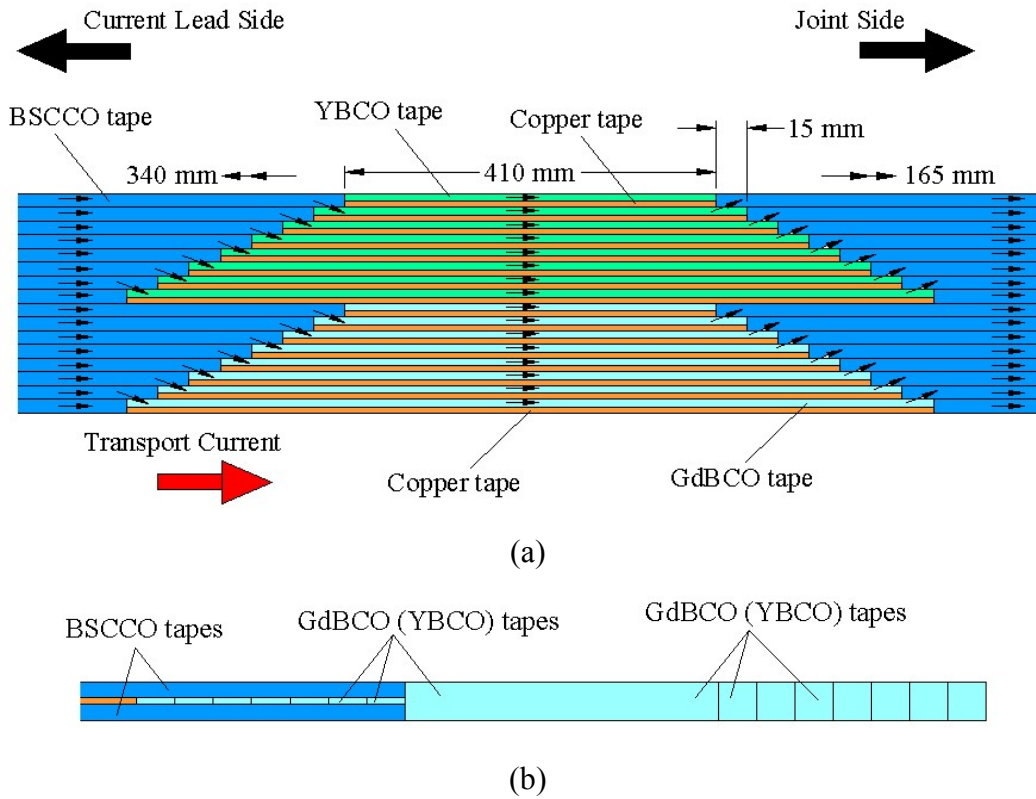 Current Lead Side
Joint Side
BSCCO tape
YBCO tape
Copper tape
15 mm
340 mm
410 mm
165 mm
Transport Current
Copper tape
GdBCO tape
(a)
BSCCO tapes
GdBCO (YBCO) tapes
GdBCO (YBCO) tapes
(b)